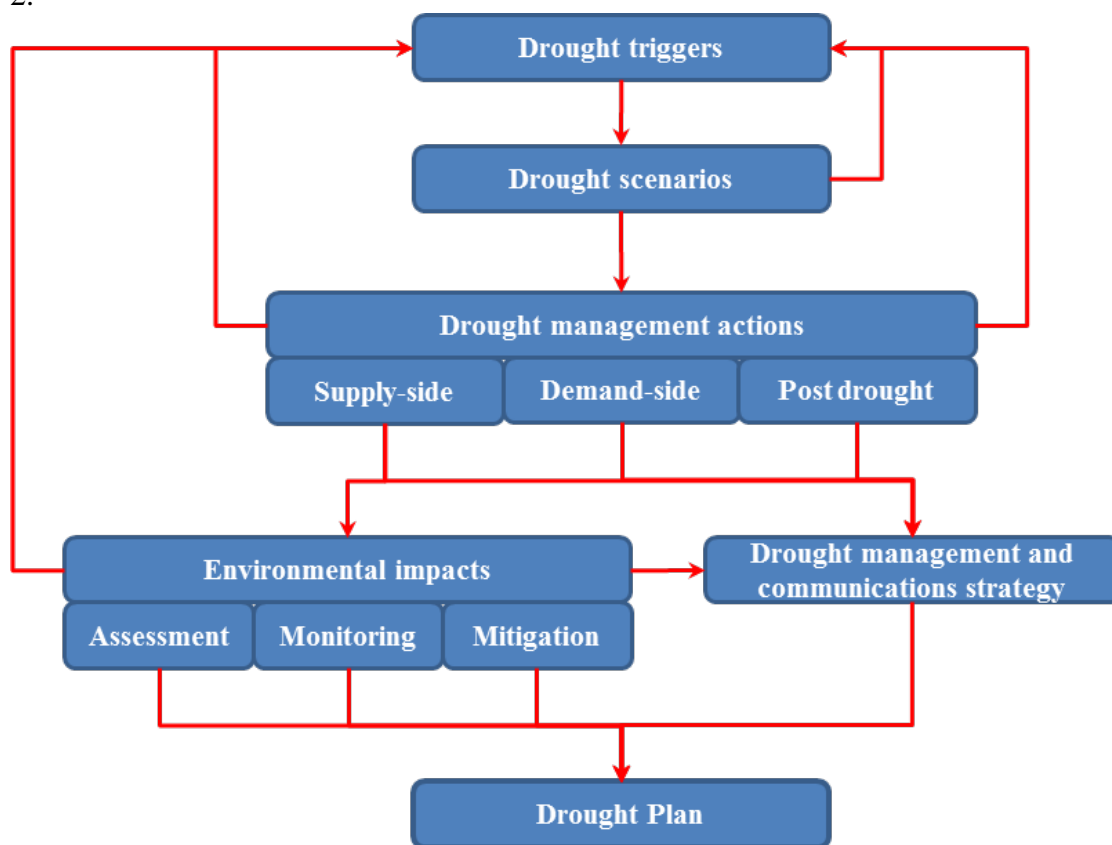 2.
Drought triggers
Drought scenarios
Drought management actions
Supply-side
Demand-side
Post drought
Environmental impacts
Assessment
Monitoring
Mitigation
Drought management and
communications strategy
Drought Plan